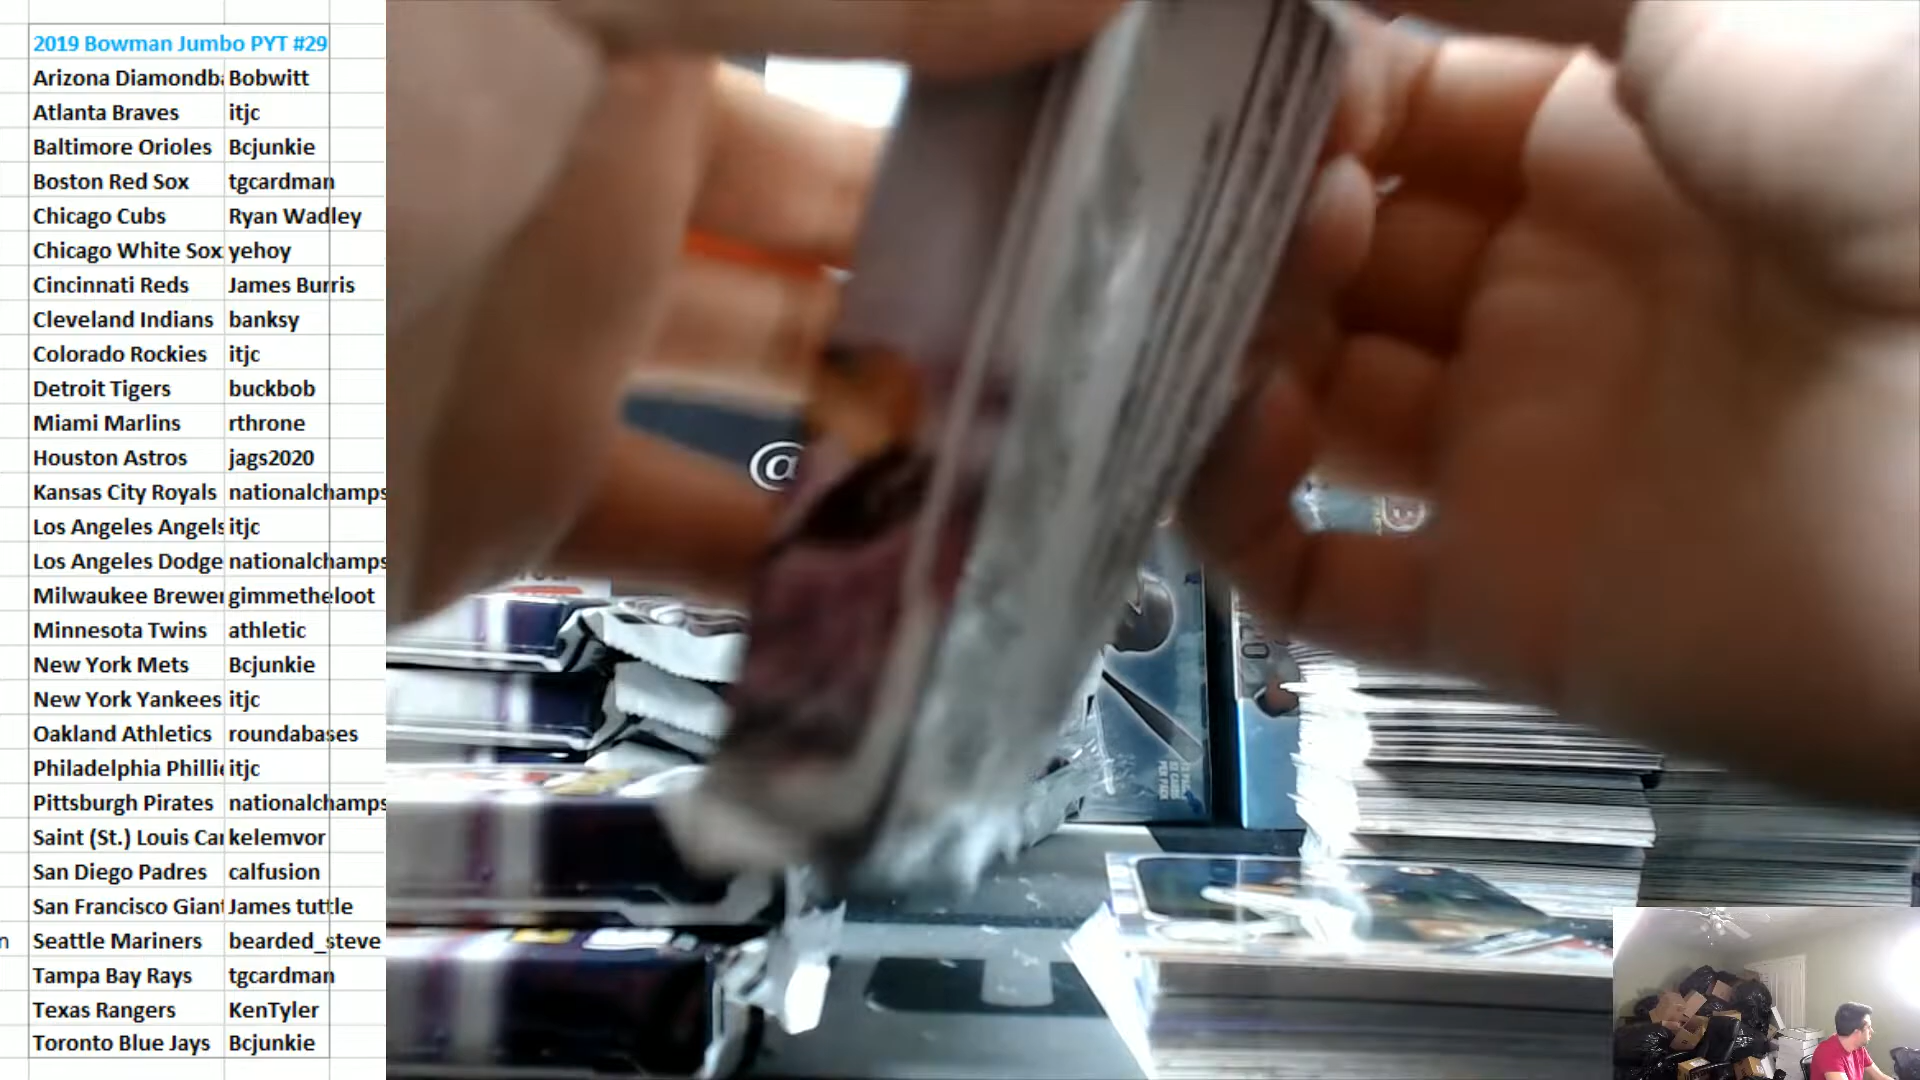 2019 Bowman Jumbo PYT #29
Arizona Diamondba Bobwitt
Atlanta Braves itjc
Baltimore Orioles Bcjunkie
Boston Red Sox tgcardman
Chicago Cubs Ryan Wadley
Chicago White Sox yehoy
Cincinnati Reds James Burris
Cleveland Indians banksy
Colorado Rockies itjc
Detroit Tigers buckbob
Miami Marlins rthrone
Houston Astros jags2020
Kansas City Royals nationalchamps
Los Angeles Angels itjc
Los Angeles Dodge nationalchamps
Milwaukee Brewer gimmetheloot
Minnesota Twins athletic
New York Mets Bcjunkie
New York Yankees itjc
Oakland Athletics roundabases
Philadelphia Phillie itjc
Pittsburgh Pirates nationalchamps
Saint (St.) Louis Car kelemvor
San Diego Padres calfusion
San Francisco Giant James tuttle
n Seattle Mariners bearded_steve
Tampa Bay Rays tgcardman
Texas Rangers KenTyler
Toronto Blue Jays Bcjunkie
@